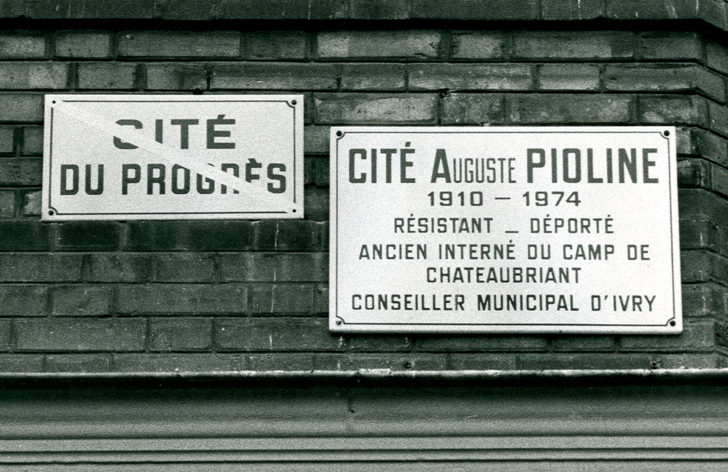 CITÉ
DU PROGRÈS
CITÉ AUGUSTE PIOLINE
1910 – 1974
RÉSISTANT _ DÉPORTÉ
ANCIEN INTERNÉ DU CAMP DE
CHATEAUBRIANT
CONSEILLER MUNICIPAL D'IVRY